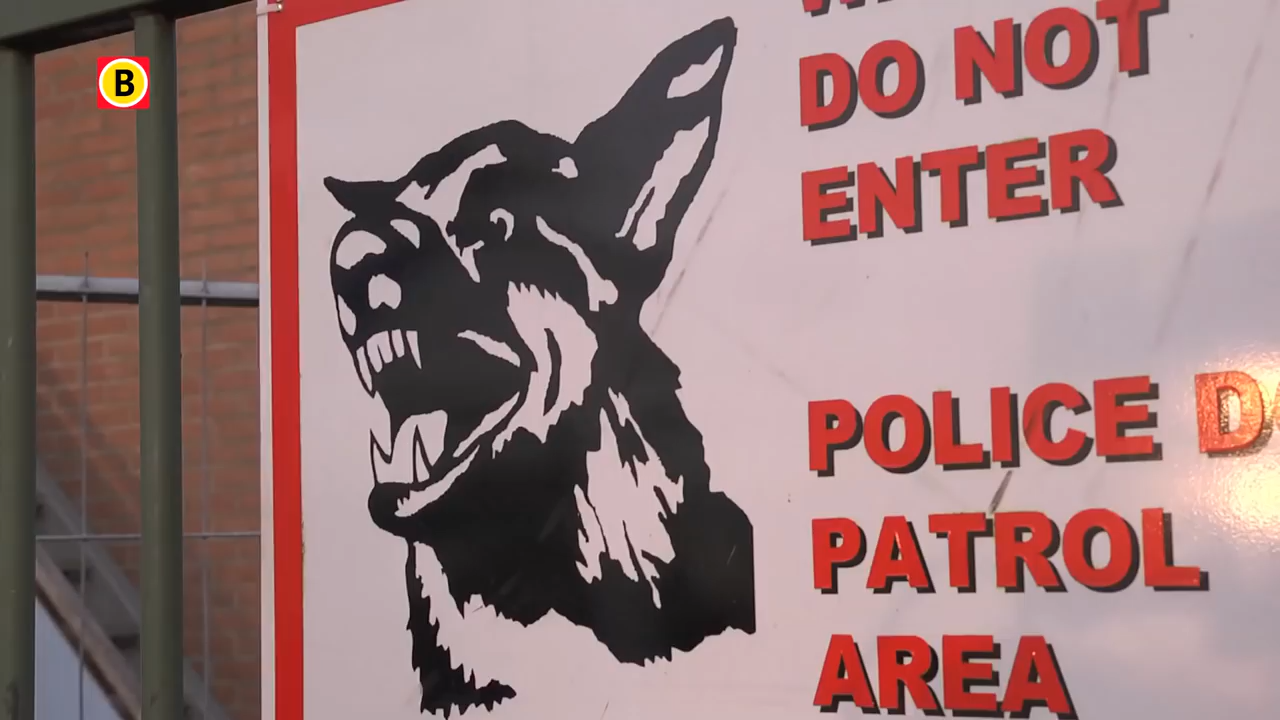 B
DO NOT
ENTER
POLICE
PATROL
AREA